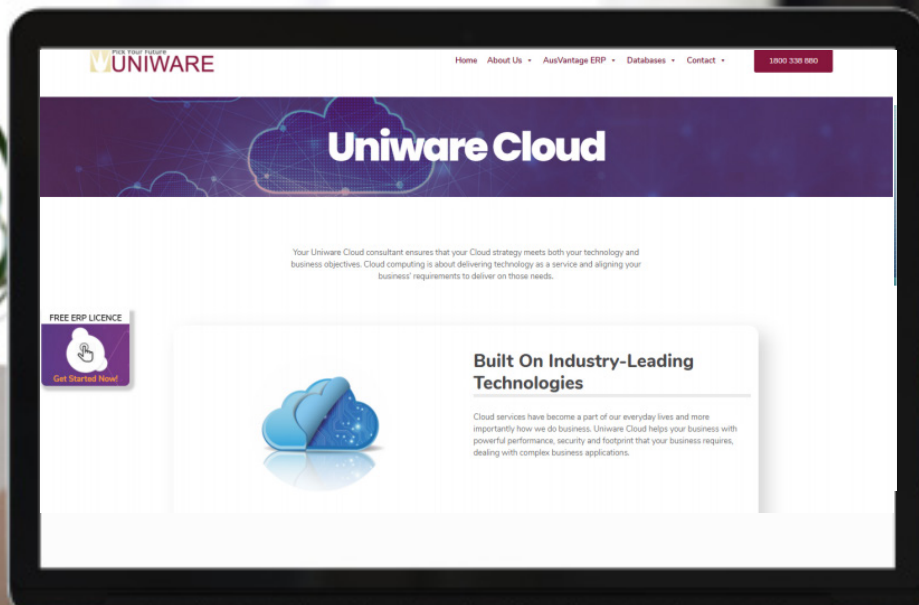 Pick Your Future
UNIWARE
Home About Us AusVantage ERP Databases Contact
1800 338 880
Uniware Cloud
Your Uniware Cloud consultant ensures that your Cloud strategy meets both your technology and
business objectives. Cloud computing is about delivering technology as a service and aligning your
business' requirements to deliver on those needs.
FREE ERP LICENCE
Get Started Now!
Built On Industry-Leading
Technologies
Cloud services have become a part of our everyday lives and more
importantly how we do business. Uniware Cloud helps your business with
powerful performance, security and footprint that your business requires,
dealing with complex business applications.